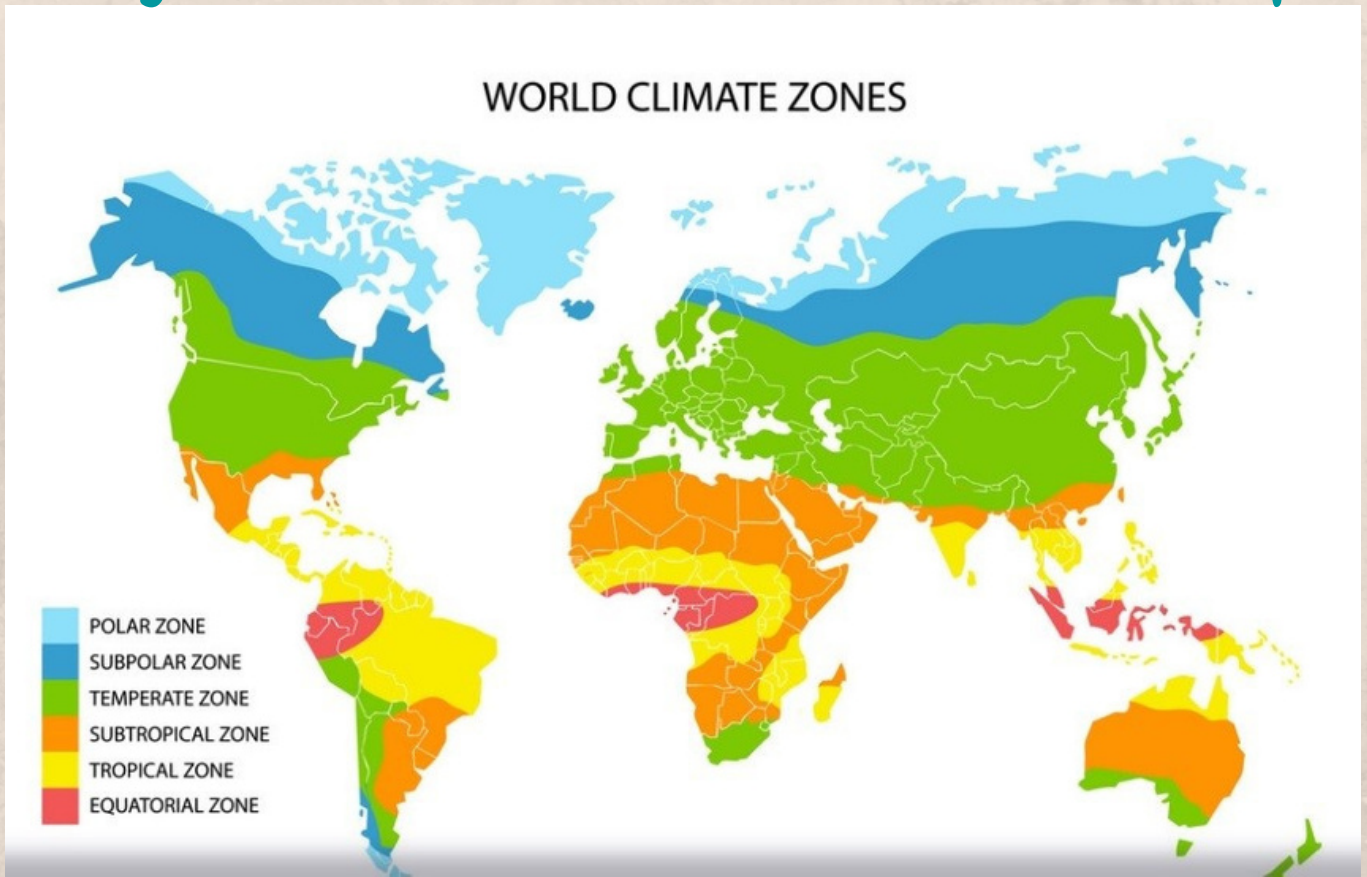 WORLD CLIMATE ZONES
POLAR ZONE
SUBPOLAR ZONE
TEMPERATE ZONE
SUBTROPICAL ZONE
TROPICAL ZONE
EQUATORIAL ZONE